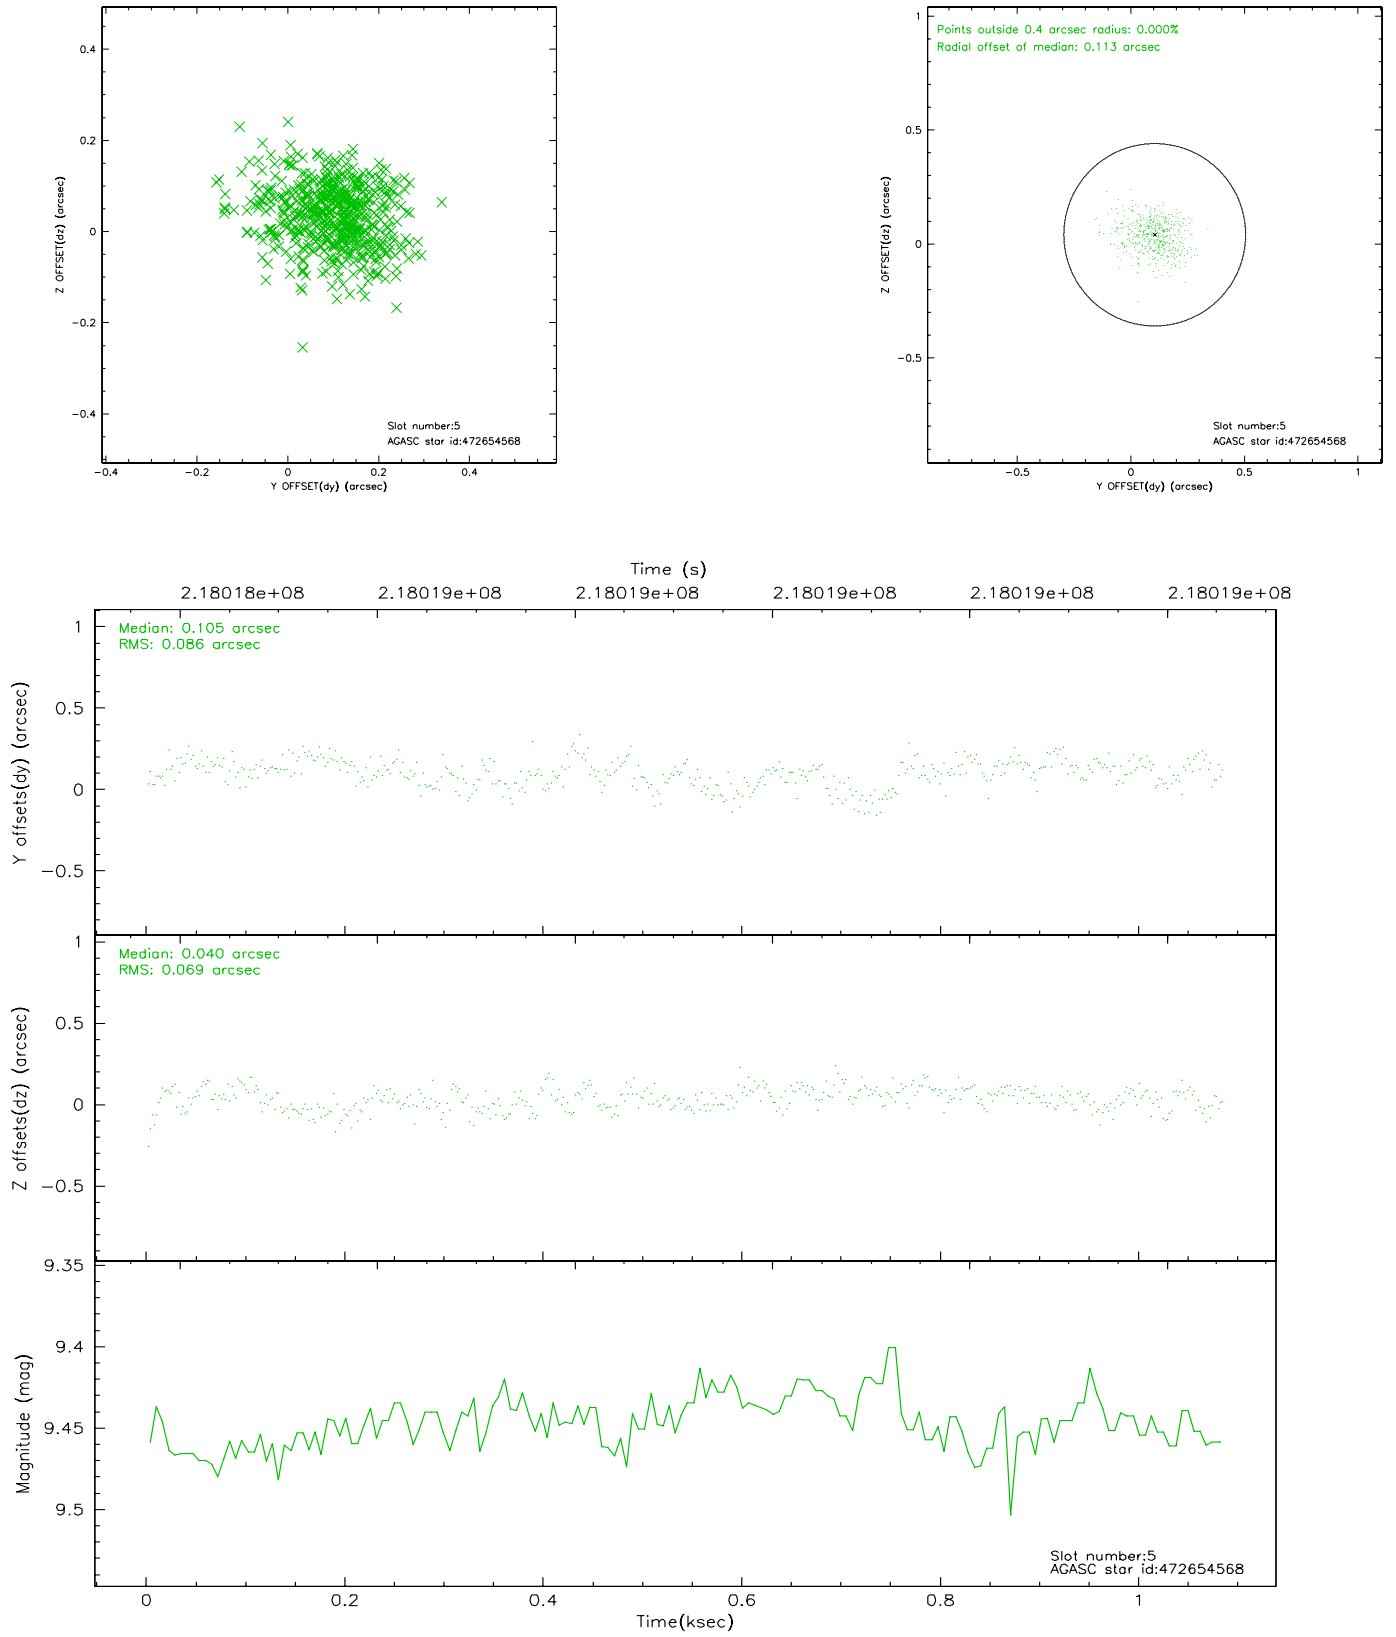 0.4
0.2
0
-0.2
-0.4
Z OFFSET(dz) (arcsec)
Slot number:5
AGASC star id:472654568
-0.4 -0.2 0 0.2 0.4
Y OFFSET(dy) (arcsec)
Points outside 0.4 arcsec radius: 0.000%
Radial offset of median: 0.113 arcsec
1
0.5
0
-0.5
Z OFFSET(dz) (arcsec)
Slot number:5
AGASC star id:472654568
-0.5 0 0.5 1
Y OFFSET(dy) (arcsec)
Time (s)
2.18018e+08 2.18019e+08 2.18019e+08 2.18019e+08 2.18019e+08 2.18019e+08
Median: 0.105 arcsec
RMS: 0.086 arcsec
1
0.5
0
-0.5
Y offsets(dy) (arcsec)
Median: 0.040 arcsec
RMS: 0.069 arcsec
1
0.5
0
-0.5
Z offsets(dz) (arcsec)
9.35
9.4
9.45
9.5
Magnitude (mag)
Slot number:5
AGASC star id:472654568
0 0.2 0.4 0.6 0.8 1
Time(ksec)